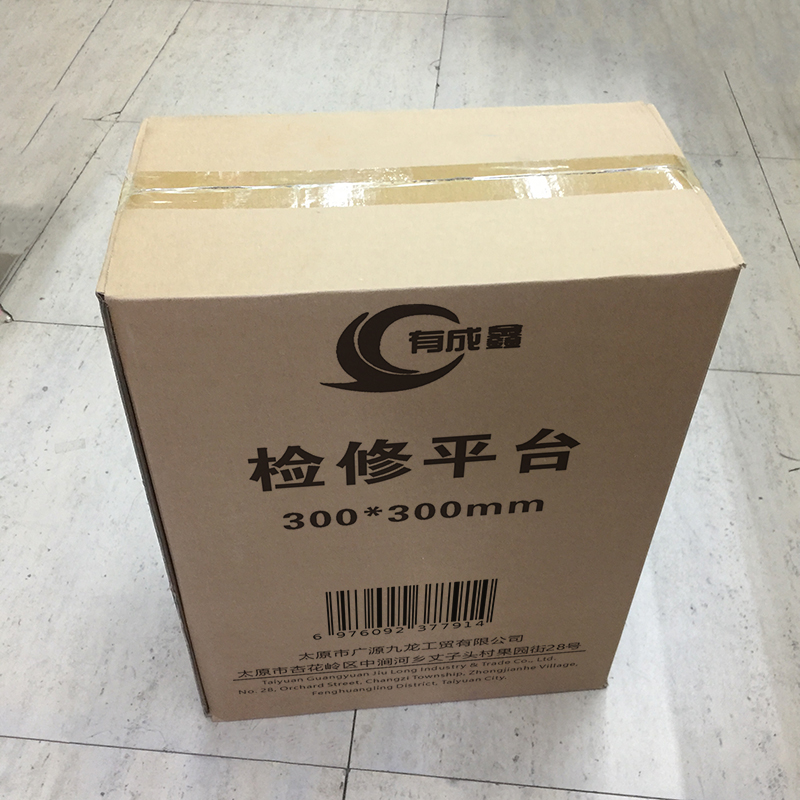 有成鑫
检修平台
300*300mm
6 976092 377914
太原市广源九龙工贸有限公司
太原市杏花岭区中涧河乡丈子头村果园街28号
Taiyuan Guangyuan Jiu Long Industry & Trade Co., Ltd.
No. 28, Orchard Street, Changzi Township, Zhongjianhe Village,
Fenghuangling District, Taiyuan City.